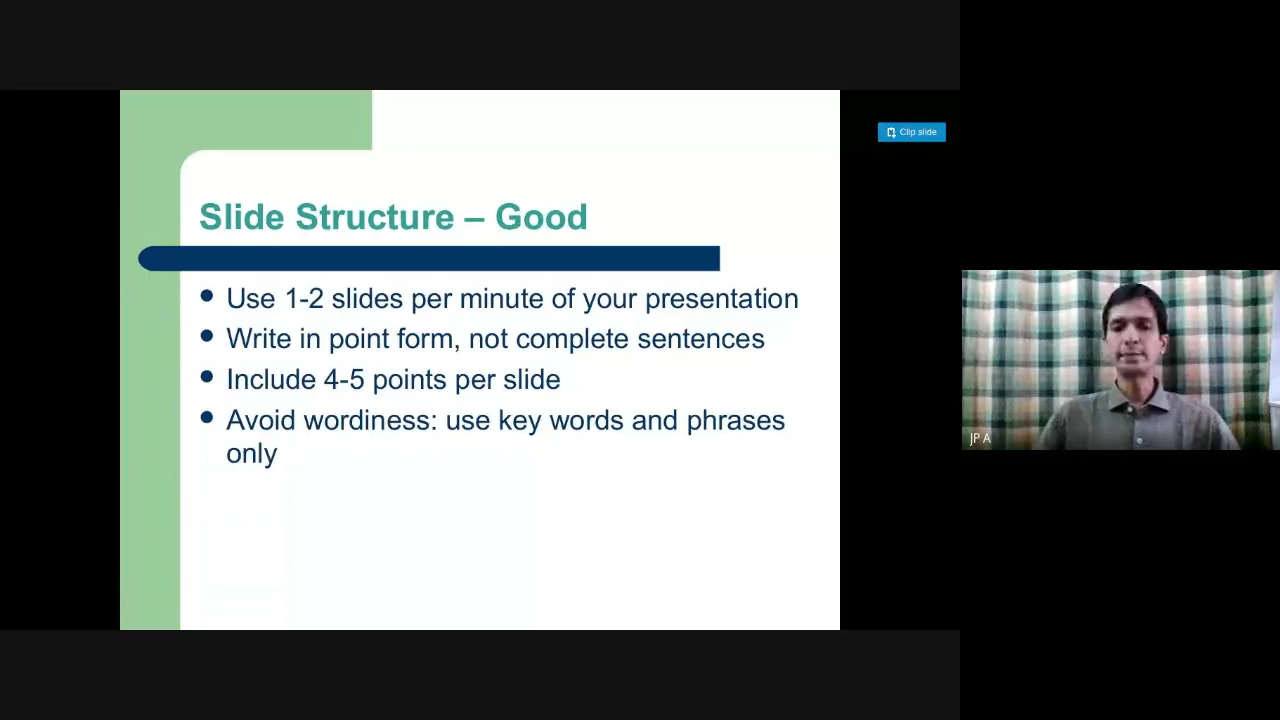 Clip slide
Slide Structure – Good
Use 1-2 slides per minute of your presentation
Write in point form, not complete sentences
Include 4-5 points per slide
Avoid wordiness: use key words and phrases
only
JP A